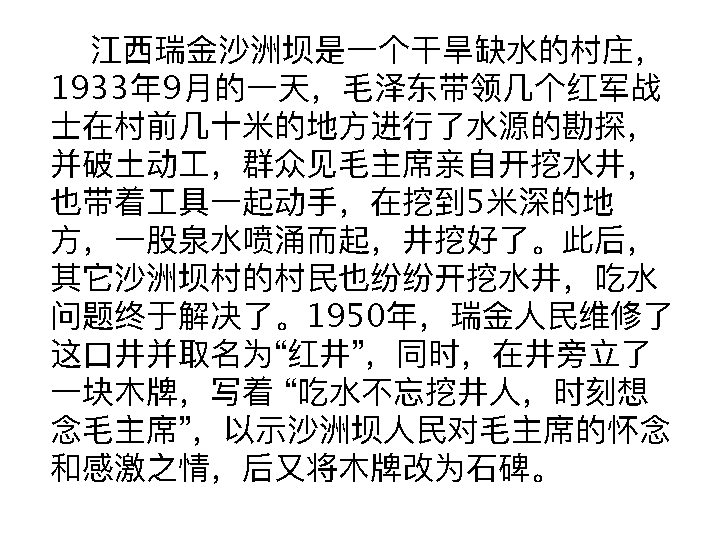 江西瑞金沙洲坝是一个干旱缺水的村庄，
1933年9月的一天，毛泽东带领几个红军战
士在村前几十米的地方进行了水源的勘探，
并破土动工，群众见毛主席亲自开挖水井，
也带着工具一起动手，在挖到5米深的地
方，一股泉水喷涌而起，井挖好了。此后，
其它沙洲坝村的村民也纷纷开挖水井，吃水
问题终于解决了。1950年，瑞金人民维修了
这口井并取名为“红井”，同时，在井旁立了
一块木牌，写着 “吃水不忘挖井人，时刻想
念毛主席”，以示沙洲坝人民对毛主席的怀念
和感激之情，后又将木牌改为石碑。